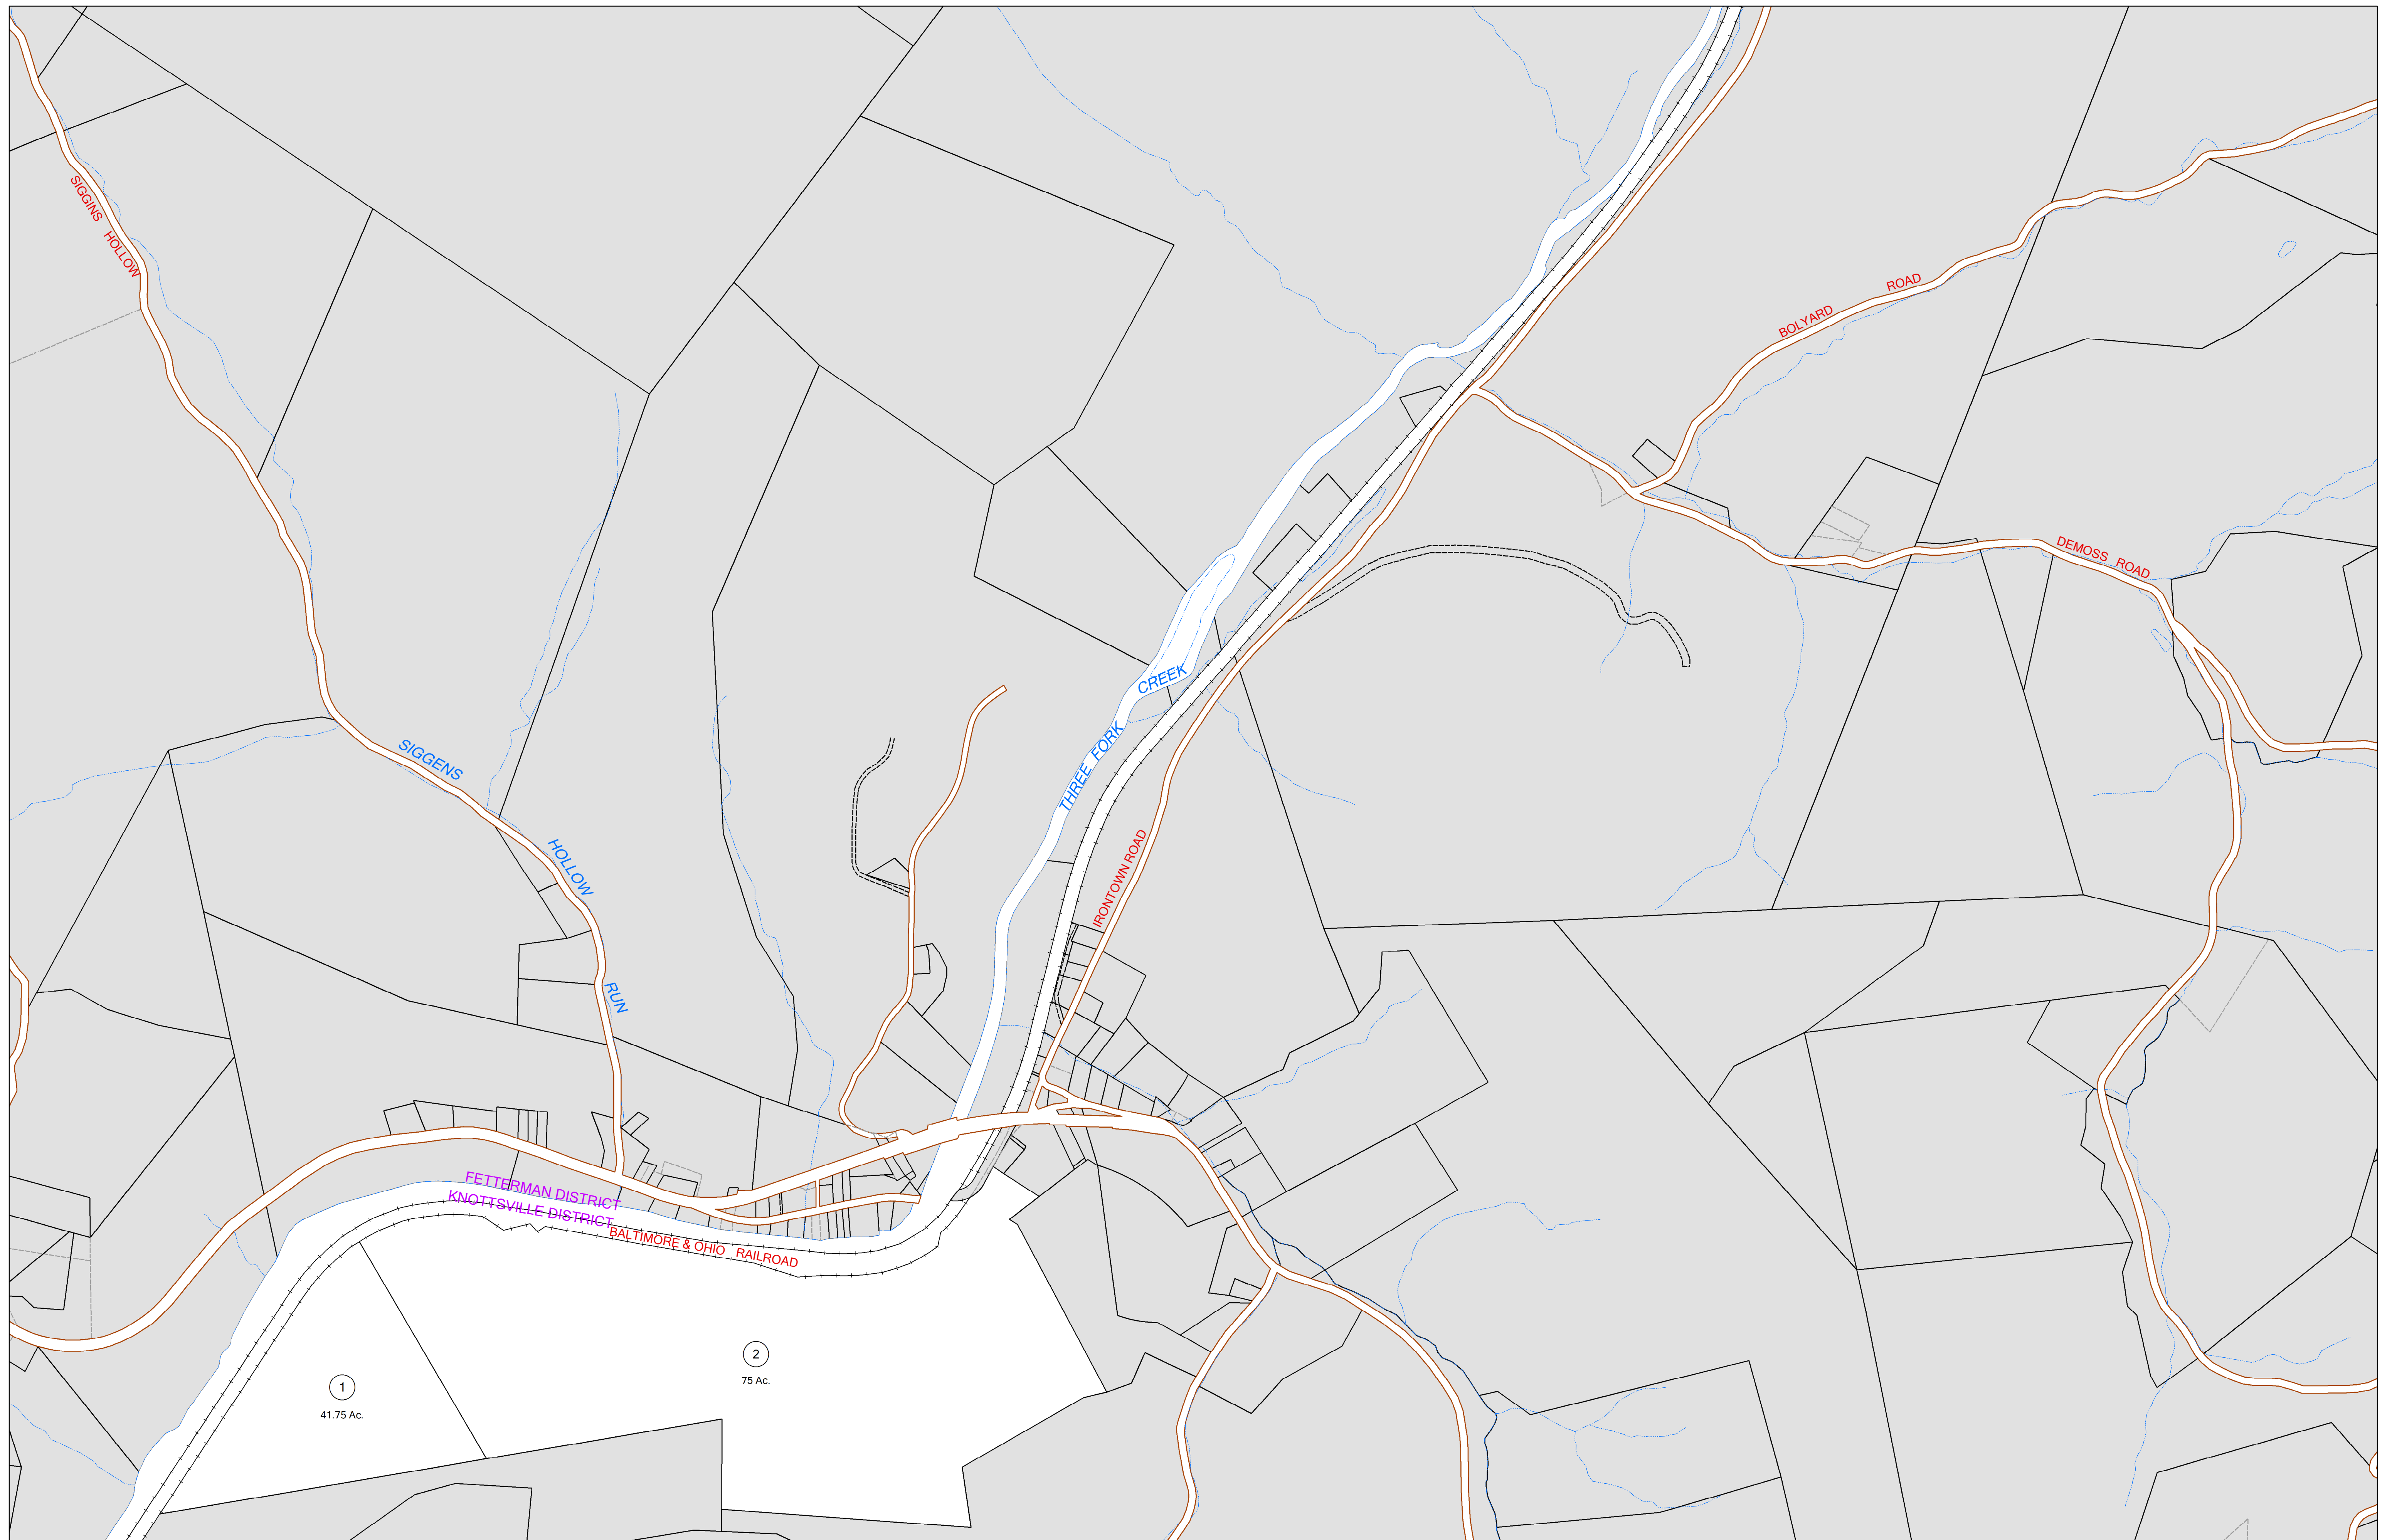 SIGGINS HOLLOW
BOLYARD ROAD
DEMOSS ROAD
CREEK
THREE FORK
SIGGENS
HOLLOW
RUN
IRONTOWN ROAD
FETTERMAN DISTRICT
KNOTTSVILLE DISTRICT
BALTIMORE & OHIO RAILROAD
2
75 Ac.
1
41.75 Ac.